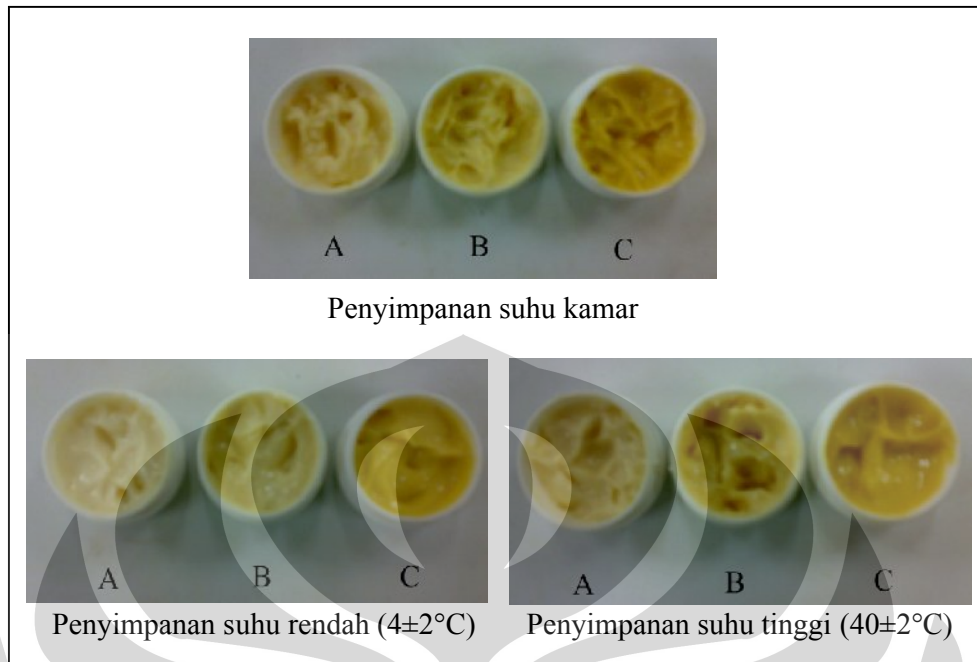 A B C
Penyimpanan suhu kamar
A B C
Penyimpanan suhu rendah (4±2°C)
A B C
Penyimpanan suhu tinggi (40±2°C)